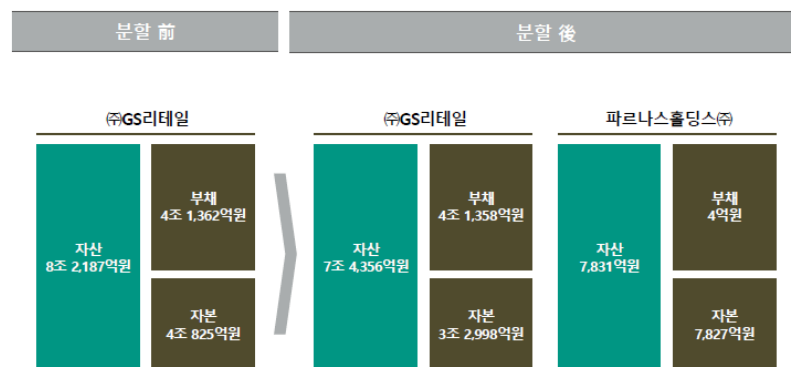 분할 前
분할 後
㈜GS리테일
㈜GS리테일
파르나스홀딩스㈜
자산
8조 2,187억원
부채
4조 1,362억원
자본
4조 825억원
자산
7조 4,356억원
부채
4조 1,358억원
자본
3조 2,998억원
자산
7,831억원
부채
4억원
자본
7,827억원